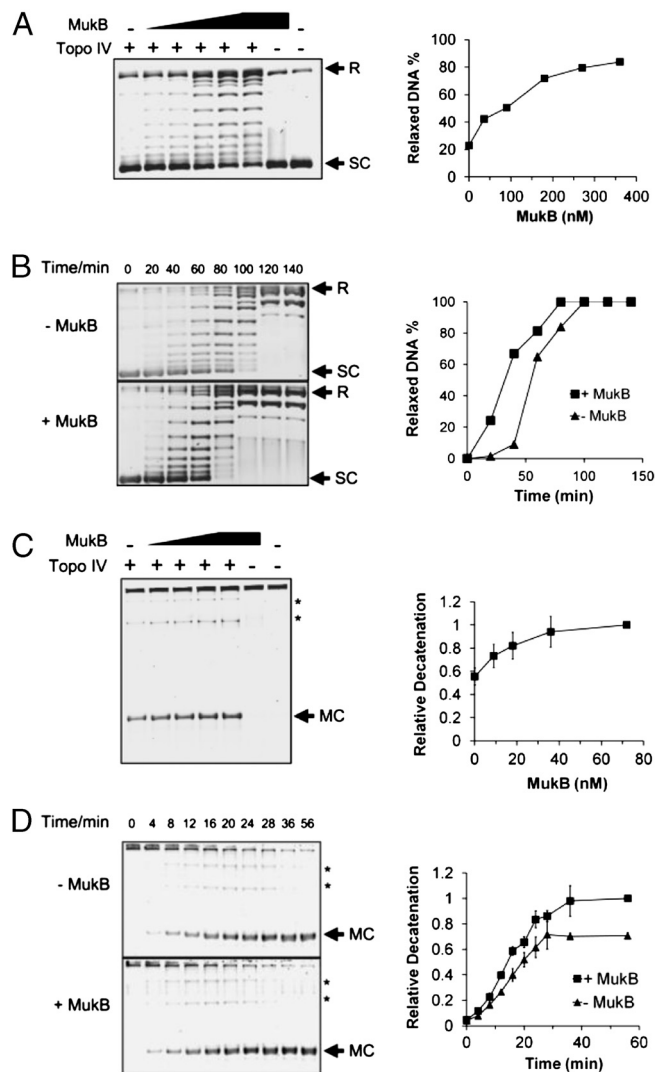 A
MukB - -
Topo IV + + + + + + - -
R
SC
Relaxed DNA %
100
80
60
40
20
0
0 100 200 300 400
MukB (nM)
B
Time/min 0 20 40 60 80 100 120 140
- MukB
R
SC
+ MukB
R
SC
Relaxed DNA %
100
80
60
40
20
0
+ MukB
- MukB
0 50 100 150
Time (min)
C
MukB - -
Topo IV + + + + + - -
*
*
MC
Relative Decatenation
1.2
1
0.8
0.6
0.4
0.2
0
0 20 40 60 80
MukB (nM)
D
Time/min 0 4 8 12 16 20 24 28 36 56
- MukB
*
*
MC
+ MukB
*
*
MC
Relative Decatenation
1.2
1
0.8
0.6
0.4
0.2
0
+ MukB
- MukB
0 20 40 60
Time (min)